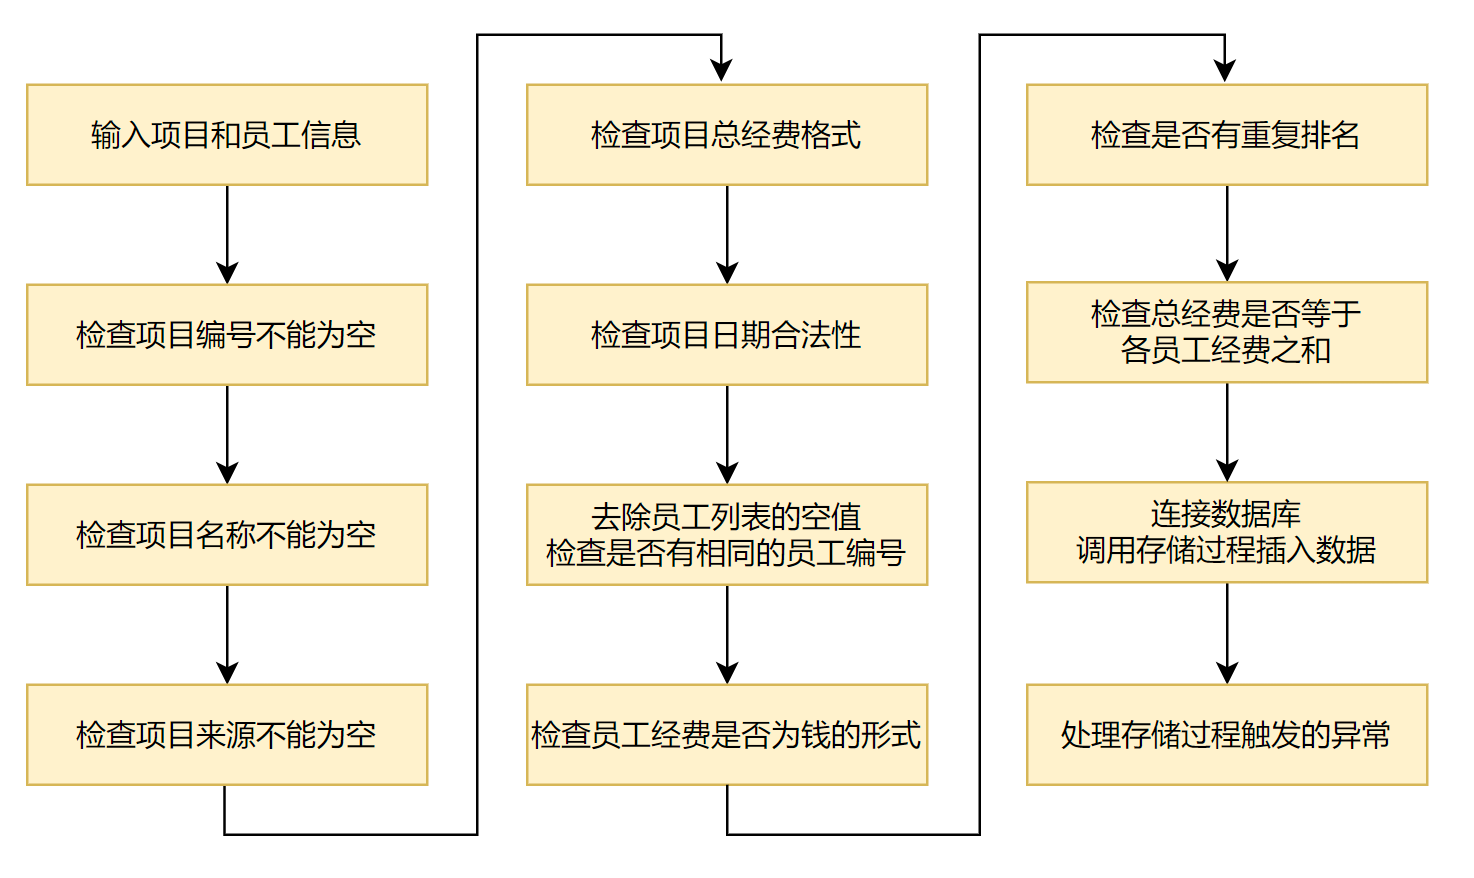 输入项目和员工信息
检查项目编号不能为空
检查项目名称不能为空
检查项目来源不能为空
检查项目总经费格式
检查项目日期合法性
去除员工列表的空值
检查是否有相同的员工编号
检查员工经费是否为钱的形式
检查是否有重复排名
检查总经费是否等于
各员工经费之和
连接数据库
调用存储过程插入数据
处理存储过程触发的异常